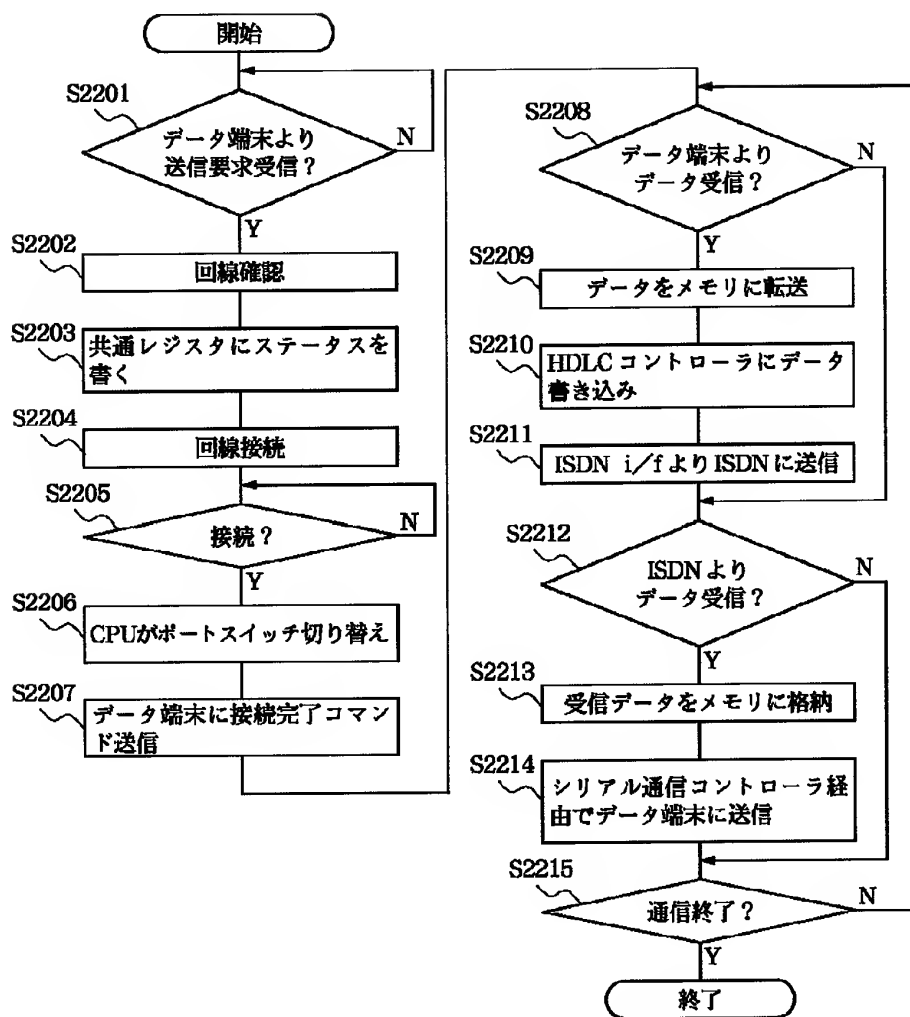 開始
S2201
データ端末より
送信要求受信?
N
Y
S2202
回線確認
S2203
共通レジスタにステータスを
書く
S2204
回線接続
S2205
接続?
N
Y
S2206
CPUがポートスイッチ切り替え
S2207
データ端末に接続完了コマン
ド送信
S2208
データ端末より
データ受信?
N
Y
S2209
データをメモリに転送
S2210
HDLCコントローラにデータ
書き込み
S2211
ISDN i/fよりISDNに送信
S2212
ISDNより
データ受信?
N
Y
S2213
受信データをメモリに格納
S2214
シリアル通信コントローラ経
由でデータ端末に送信
S2215
通信終了?
N
Y
終了